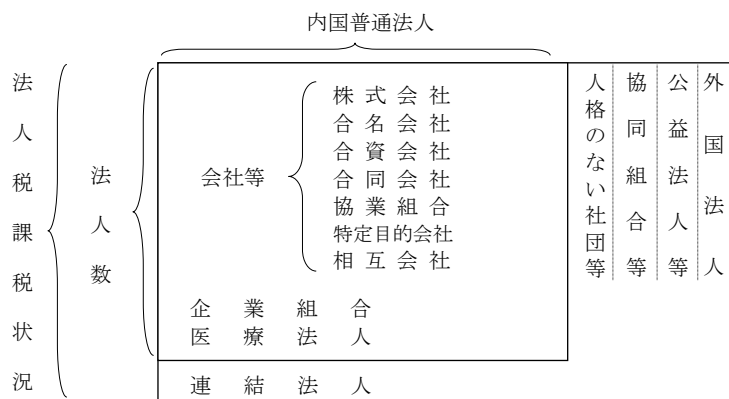 内国普通法人
法人税課税状況
法人数
会社等
株式会社
合名会社
合資会社
合同会社
協業組合
特定目的会社
相互会社
企業組合
医療法人
連結法人
人格のない社団等
協同組合等
公益法人等
外国法人